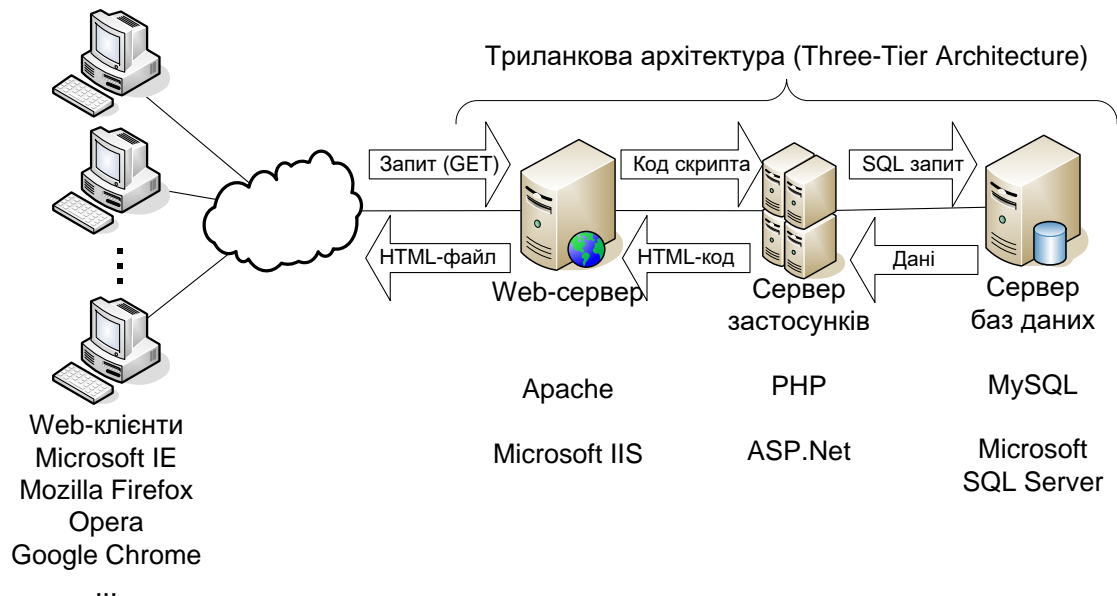 Триланкова архітектура (Three-Tier Architecture)
Запит (GET)
Код скрипта
SQL запит
HTML-файл
HTML-код
Дані
Web-сервер
Сервер
застосунків
Сервер
баз даних
Apache
PHP
MySQL
Microsoft IIS
ASP.Net
Microsoft
SQL Server
Web-клієнти
Microsoft IE
Mozilla Firefox
Opera
Google Chrome
...